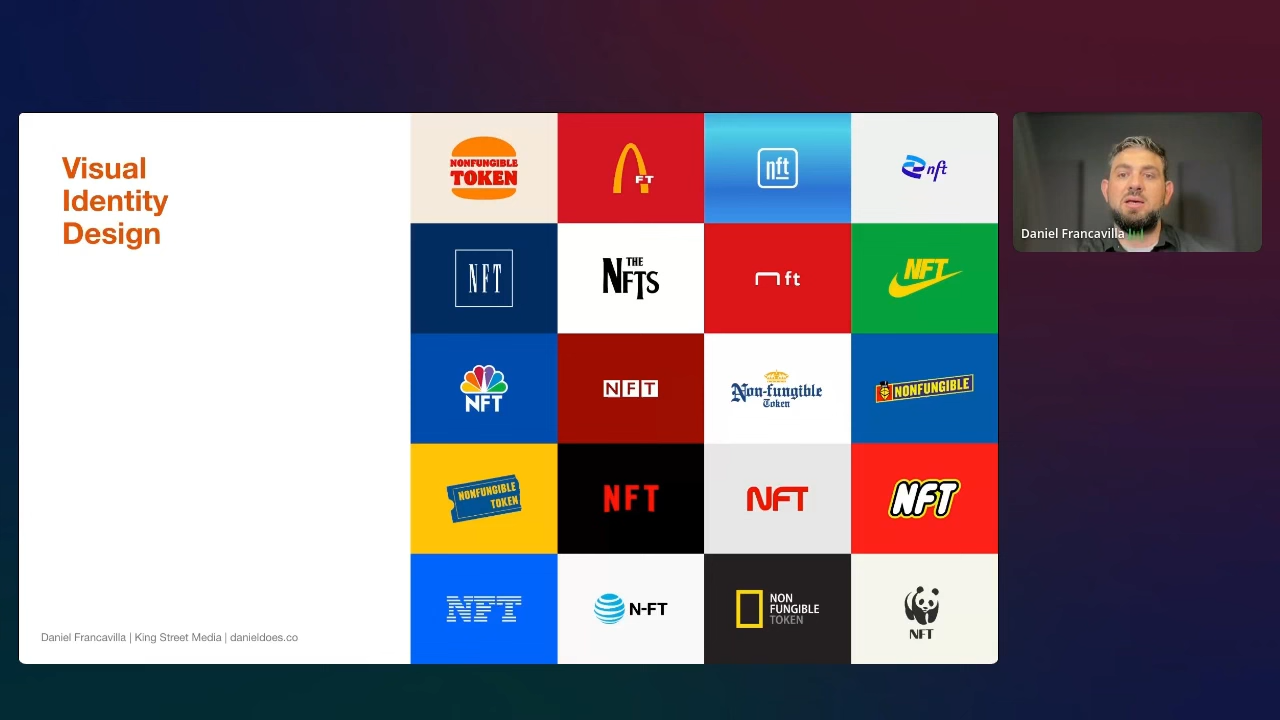 Visual
Identity
Design
NONFUNGIBLE
TOKEN
FT
nft
nft
NFT
THE
NFTS
ft
NFT
NFT
NFT
Non-fungible
Token
NONFUNGIBLE
NONFUNGIBLE
TOKEN
NFT
NFT
NFT
NFT
N-FT
NON
FUNGIBLE
TOKEN
NFT
Daniel Francavilla | King Street Media | danieldoes.co
Daniel Francavilla